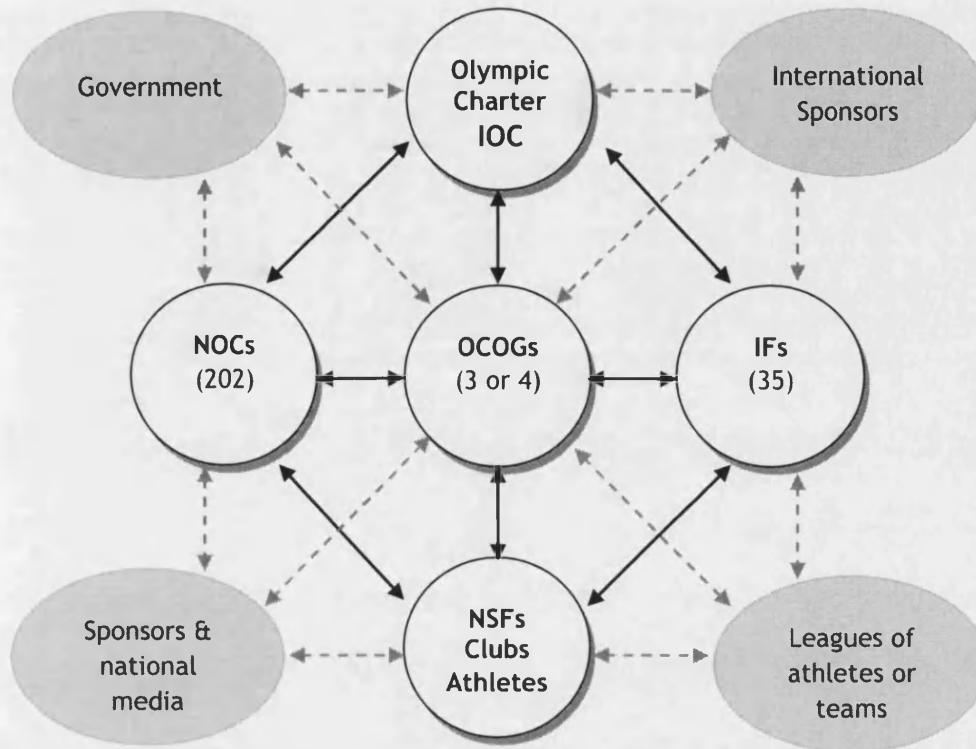 Government
Olympic
Charter
IOC
International
Sponsors
NOCs
(202)
OCOGs
(3 or 4)
IFs
(35)
Sponsors &
national
media
NSFs
Clubs
Athletes
Leagues of
athletes or
teams